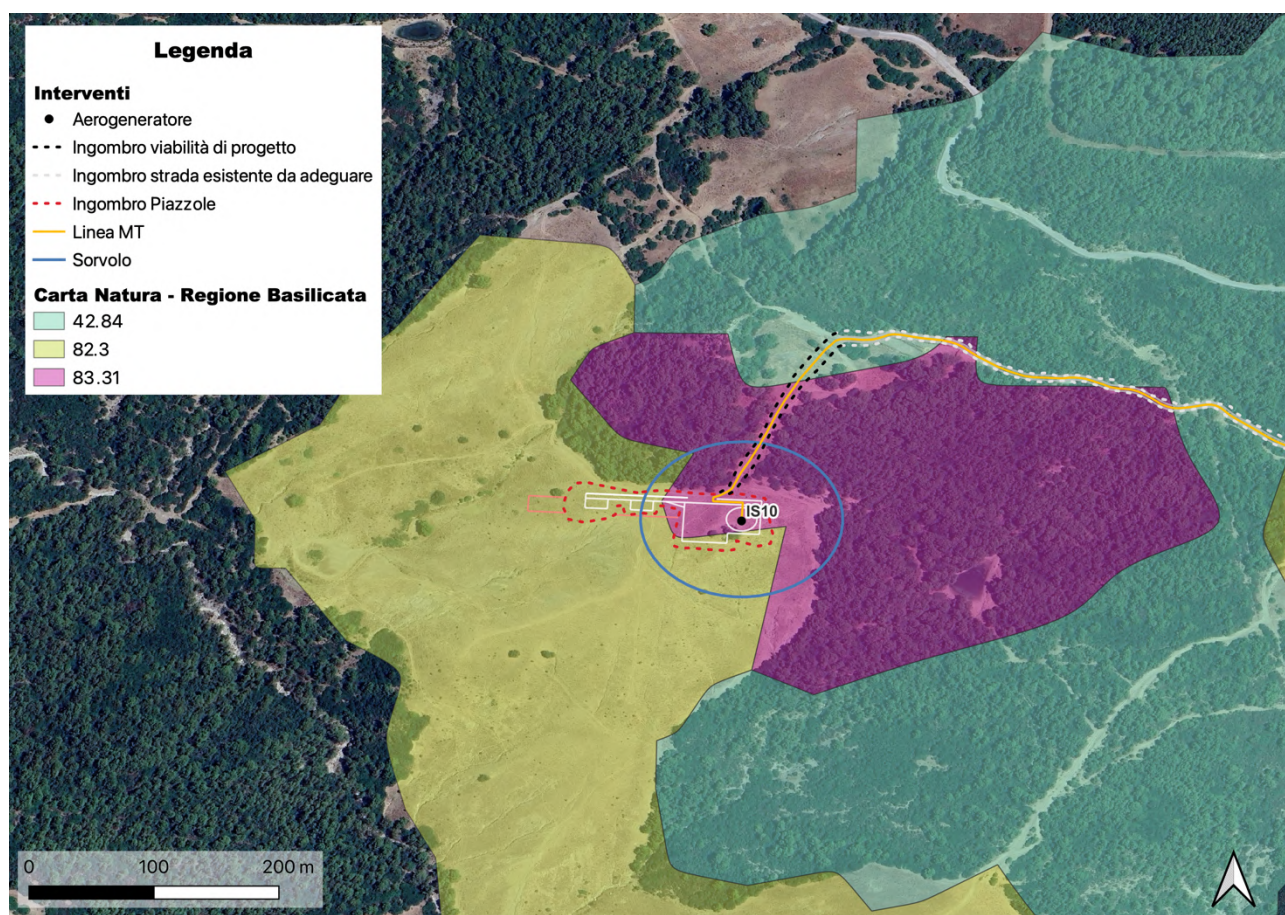 Legenda
Interventi
Aerogeneratore
Ingombro viabilità di progetto
Ingombro strada esistente da adeguare
Ingombro Piazzole
Linea MT
Sorvolo
Carta Natura - Regione Basilicata
42.84
82.3
83.31
IS10
0 100 200 m